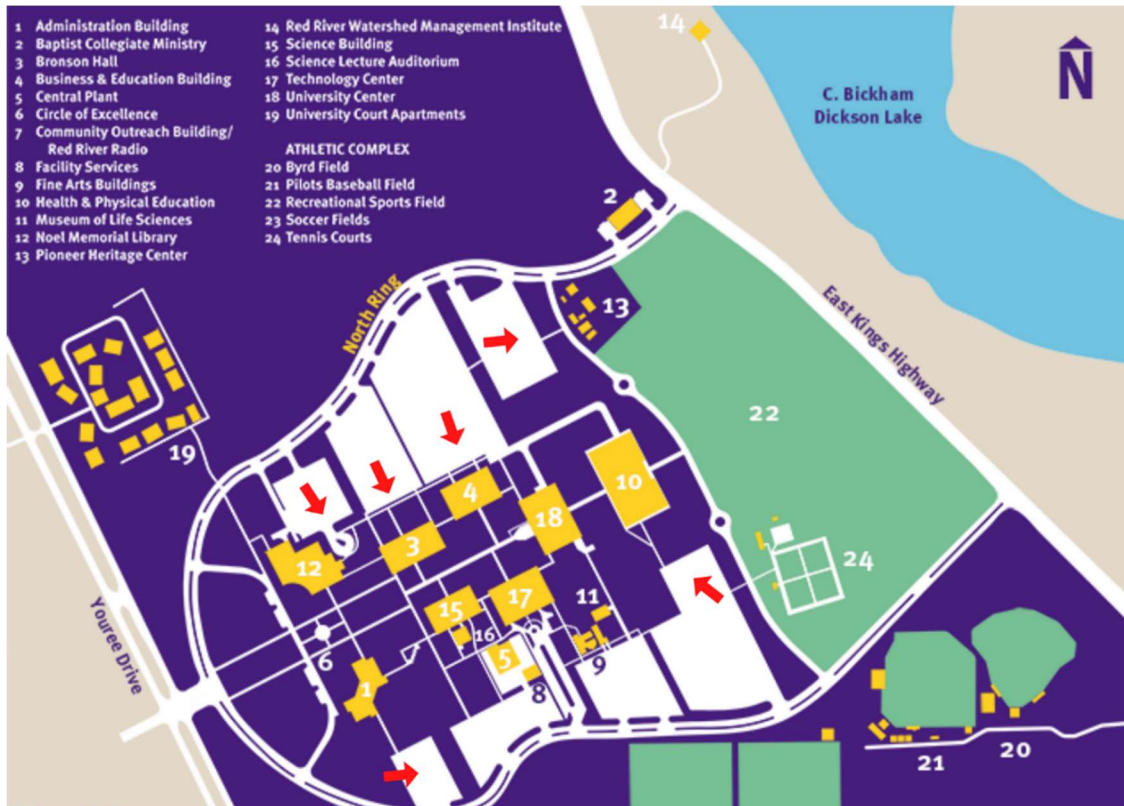 1 Administration Building
2 Baptist Collegiate Ministry
3 Bronson Hall
4 Business & Education Building
5 Central Plant
6 Circle of Excellence
7 Community Outreach Building/
Red River Radio
8 Facility Services
9 Fine Arts Buildings
10 Health & Physical Education
11 Museum of Life Sciences
12 Noel Memorial Library
13 Pioneer Heritage Center
14 Red River Watershed Management Institute
15 Science Building
16 Science Lecture Auditorium
17 Technology Center
18 University Center
19 University Court Apartments
ATHLETIC COMPLEX
20 Byrd Field
21 Pilots Baseball Field
22 Recreational Sports Field
23 Soccer Fields
24 Tennis Courts
14
N
C. Bickham
Dickson Lake
2
13
North Ring
East Kings Highway
22
19
4
10
18
3
12
24
15
17
11
16
5
9
6
1
8
Youree Drive
21
20